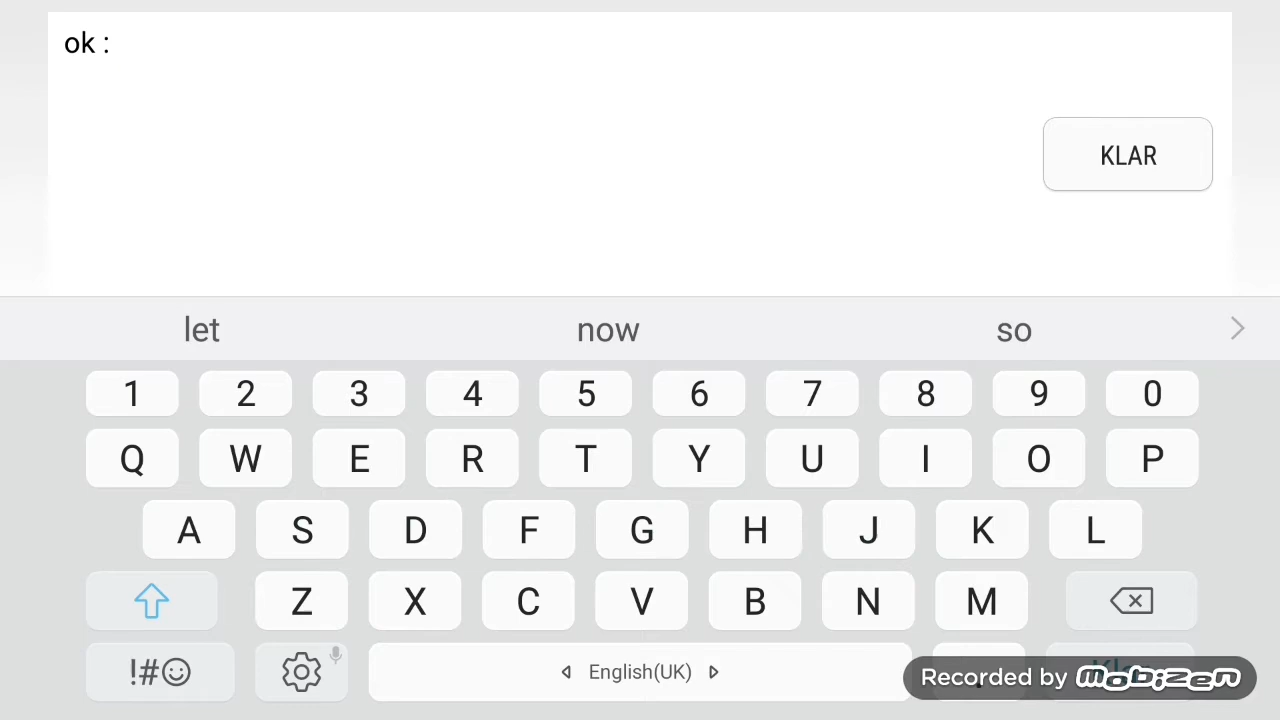 ok :
KLAR
let now so
1 2 3 4 5 6 7 8 9 0
Q W E R T Y U I O P
A S D F G H J K L
Z X C V B N M
!#☺ English(UK) .
Recorded by mobizen